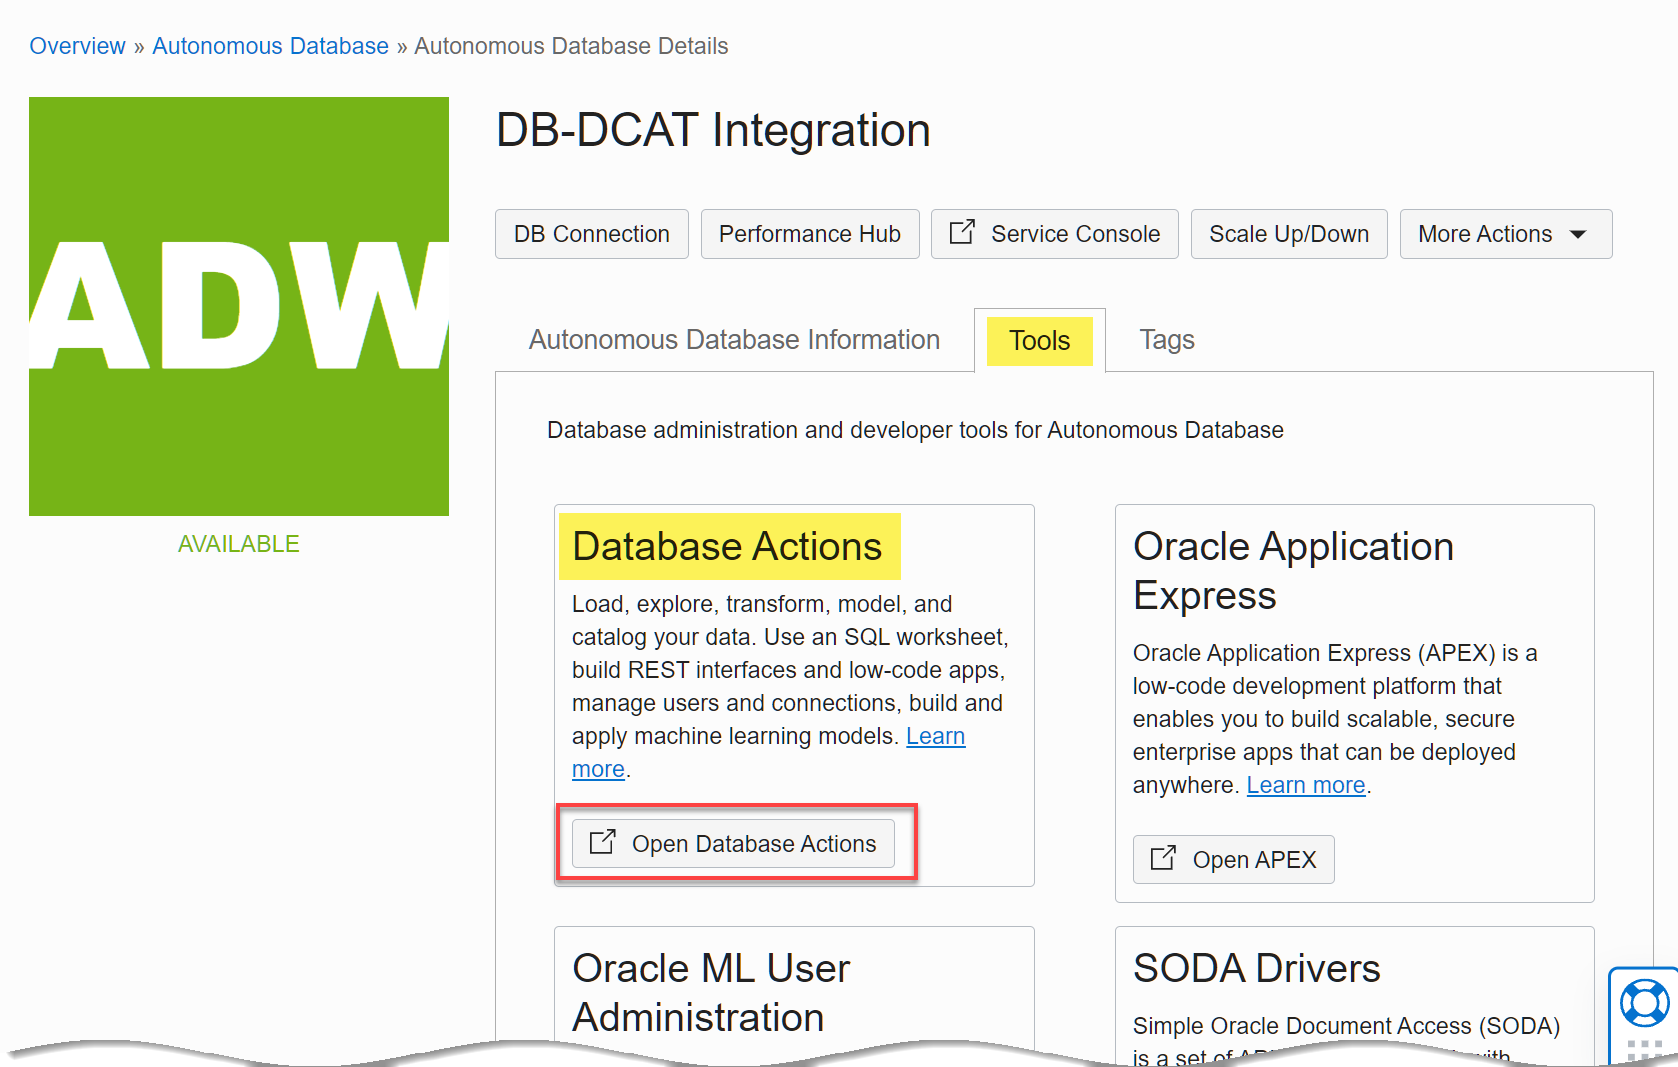 Overview » Autonomous Database » Autonomous Database Details
ADW
AVAILABLE
DB-DCAT Integration
DB Connection
Performance Hub
Service Console
Scale Up/Down
More Actions
Autonomous Database Information
Tools
Tags
Database administration and developer tools for Autonomous Database
Database Actions
Load, explore, transform, model, and
catalog your data. Use an SQL worksheet,
build REST interfaces and low-code apps,
manage users and connections, build and
apply machine learning models. Learn
more.
Open Database Actions
Oracle Application
Express
Oracle Application Express (APEX) is a
low-code development platform that
enables you to build scalable, secure
enterprise apps that can be deployed
anywhere. Learn more.
Open APEX
Oracle ML User
Administration
SODA Drivers
Simple Oracle Document Access (SODA)
is a set of